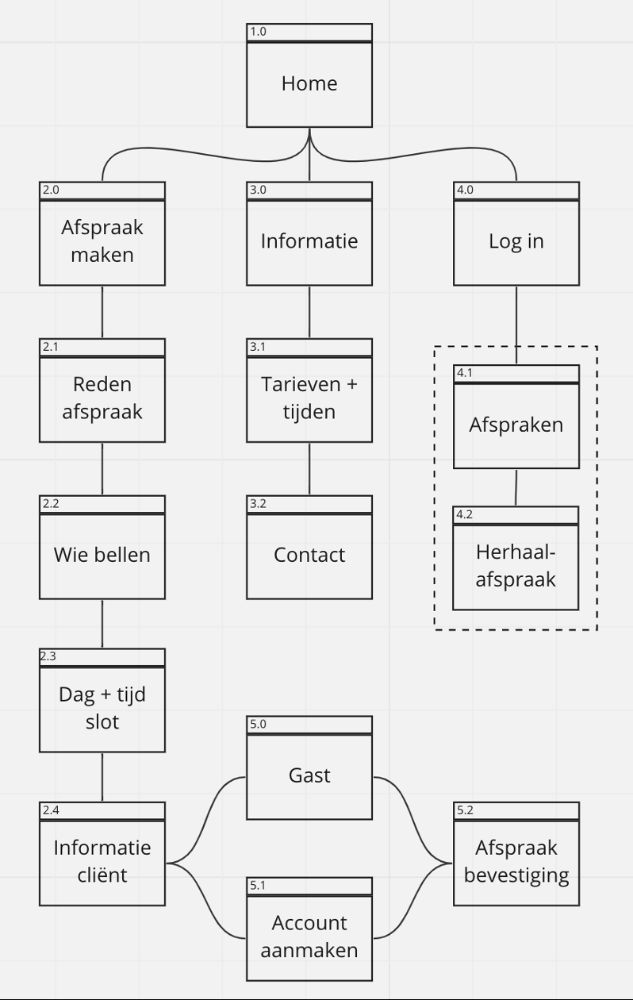 1.0
Home
2.0
Afspraak
maken
3.0
Informatie
4.0
Log in
2.1
Reden
afspraak
3.1
Tarieven +
tijden
4.1
Afspraken
2.2
Wie bellen
3.2
Contact
4.2
Herhaal-
afspraak
2.3
Dag + tijd
slot
5.0
Gast
2.4
Informatie
cliënt
5.1
Account
aanmaken
5.2
Afspraak
bevestiging